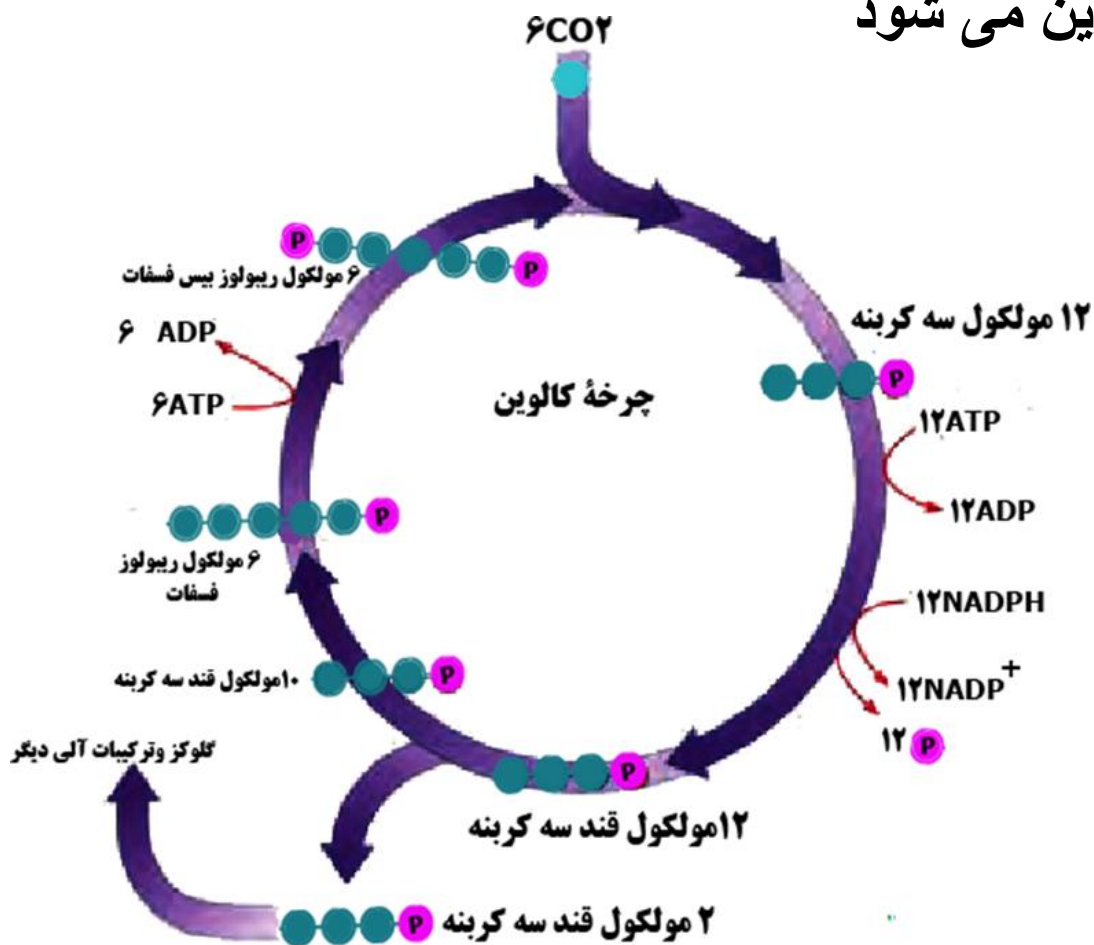 ین می شود
۶CO۲
P
P
۶ مولکول ریبولوز بیس فسفات
۱۲ مولکول سه کربنه
P
۶ ADP
۶ATP
چرخهٔ کالوین
۱۲ATP
۱۲ADP
P
۶ مولکول ریبولوز
فسفات
۱۲NADPH
۱۲NADP+
۱۲ P
۱۰مولکول قند سه کربنه
P
گلوکز وترکیبات آلی دیگر
P
۱۲مولکول قند سه کربنه
P
۲ مولکول قند سه کربنه